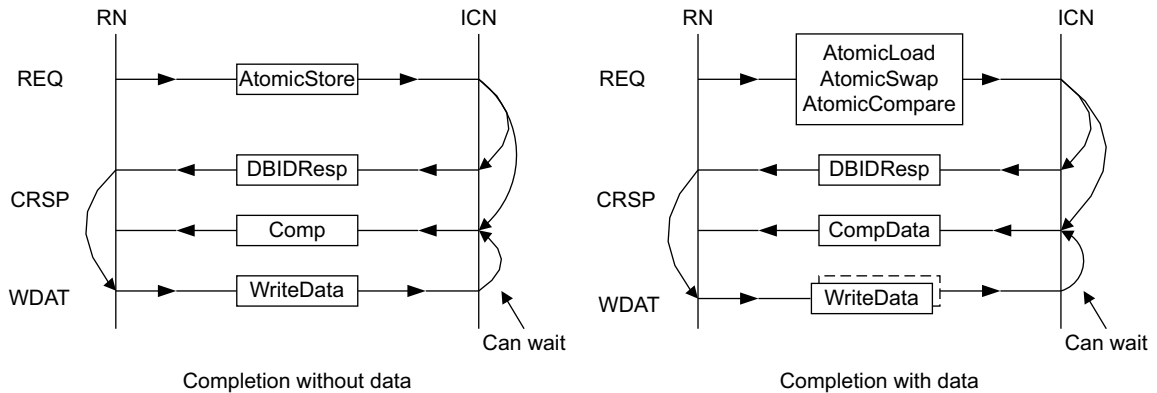 RN
ICN
REQ
AtomicStore
DBIDResp
CRSP
Comp
WDAT
WriteData
Can wait
Completion without data
RN
ICN
REQ
AtomicLoad
AtomicSwap
AtomicCompare
DBIDResp
CRSP
CompData
WDAT
WriteData
Can wait
Completion with data